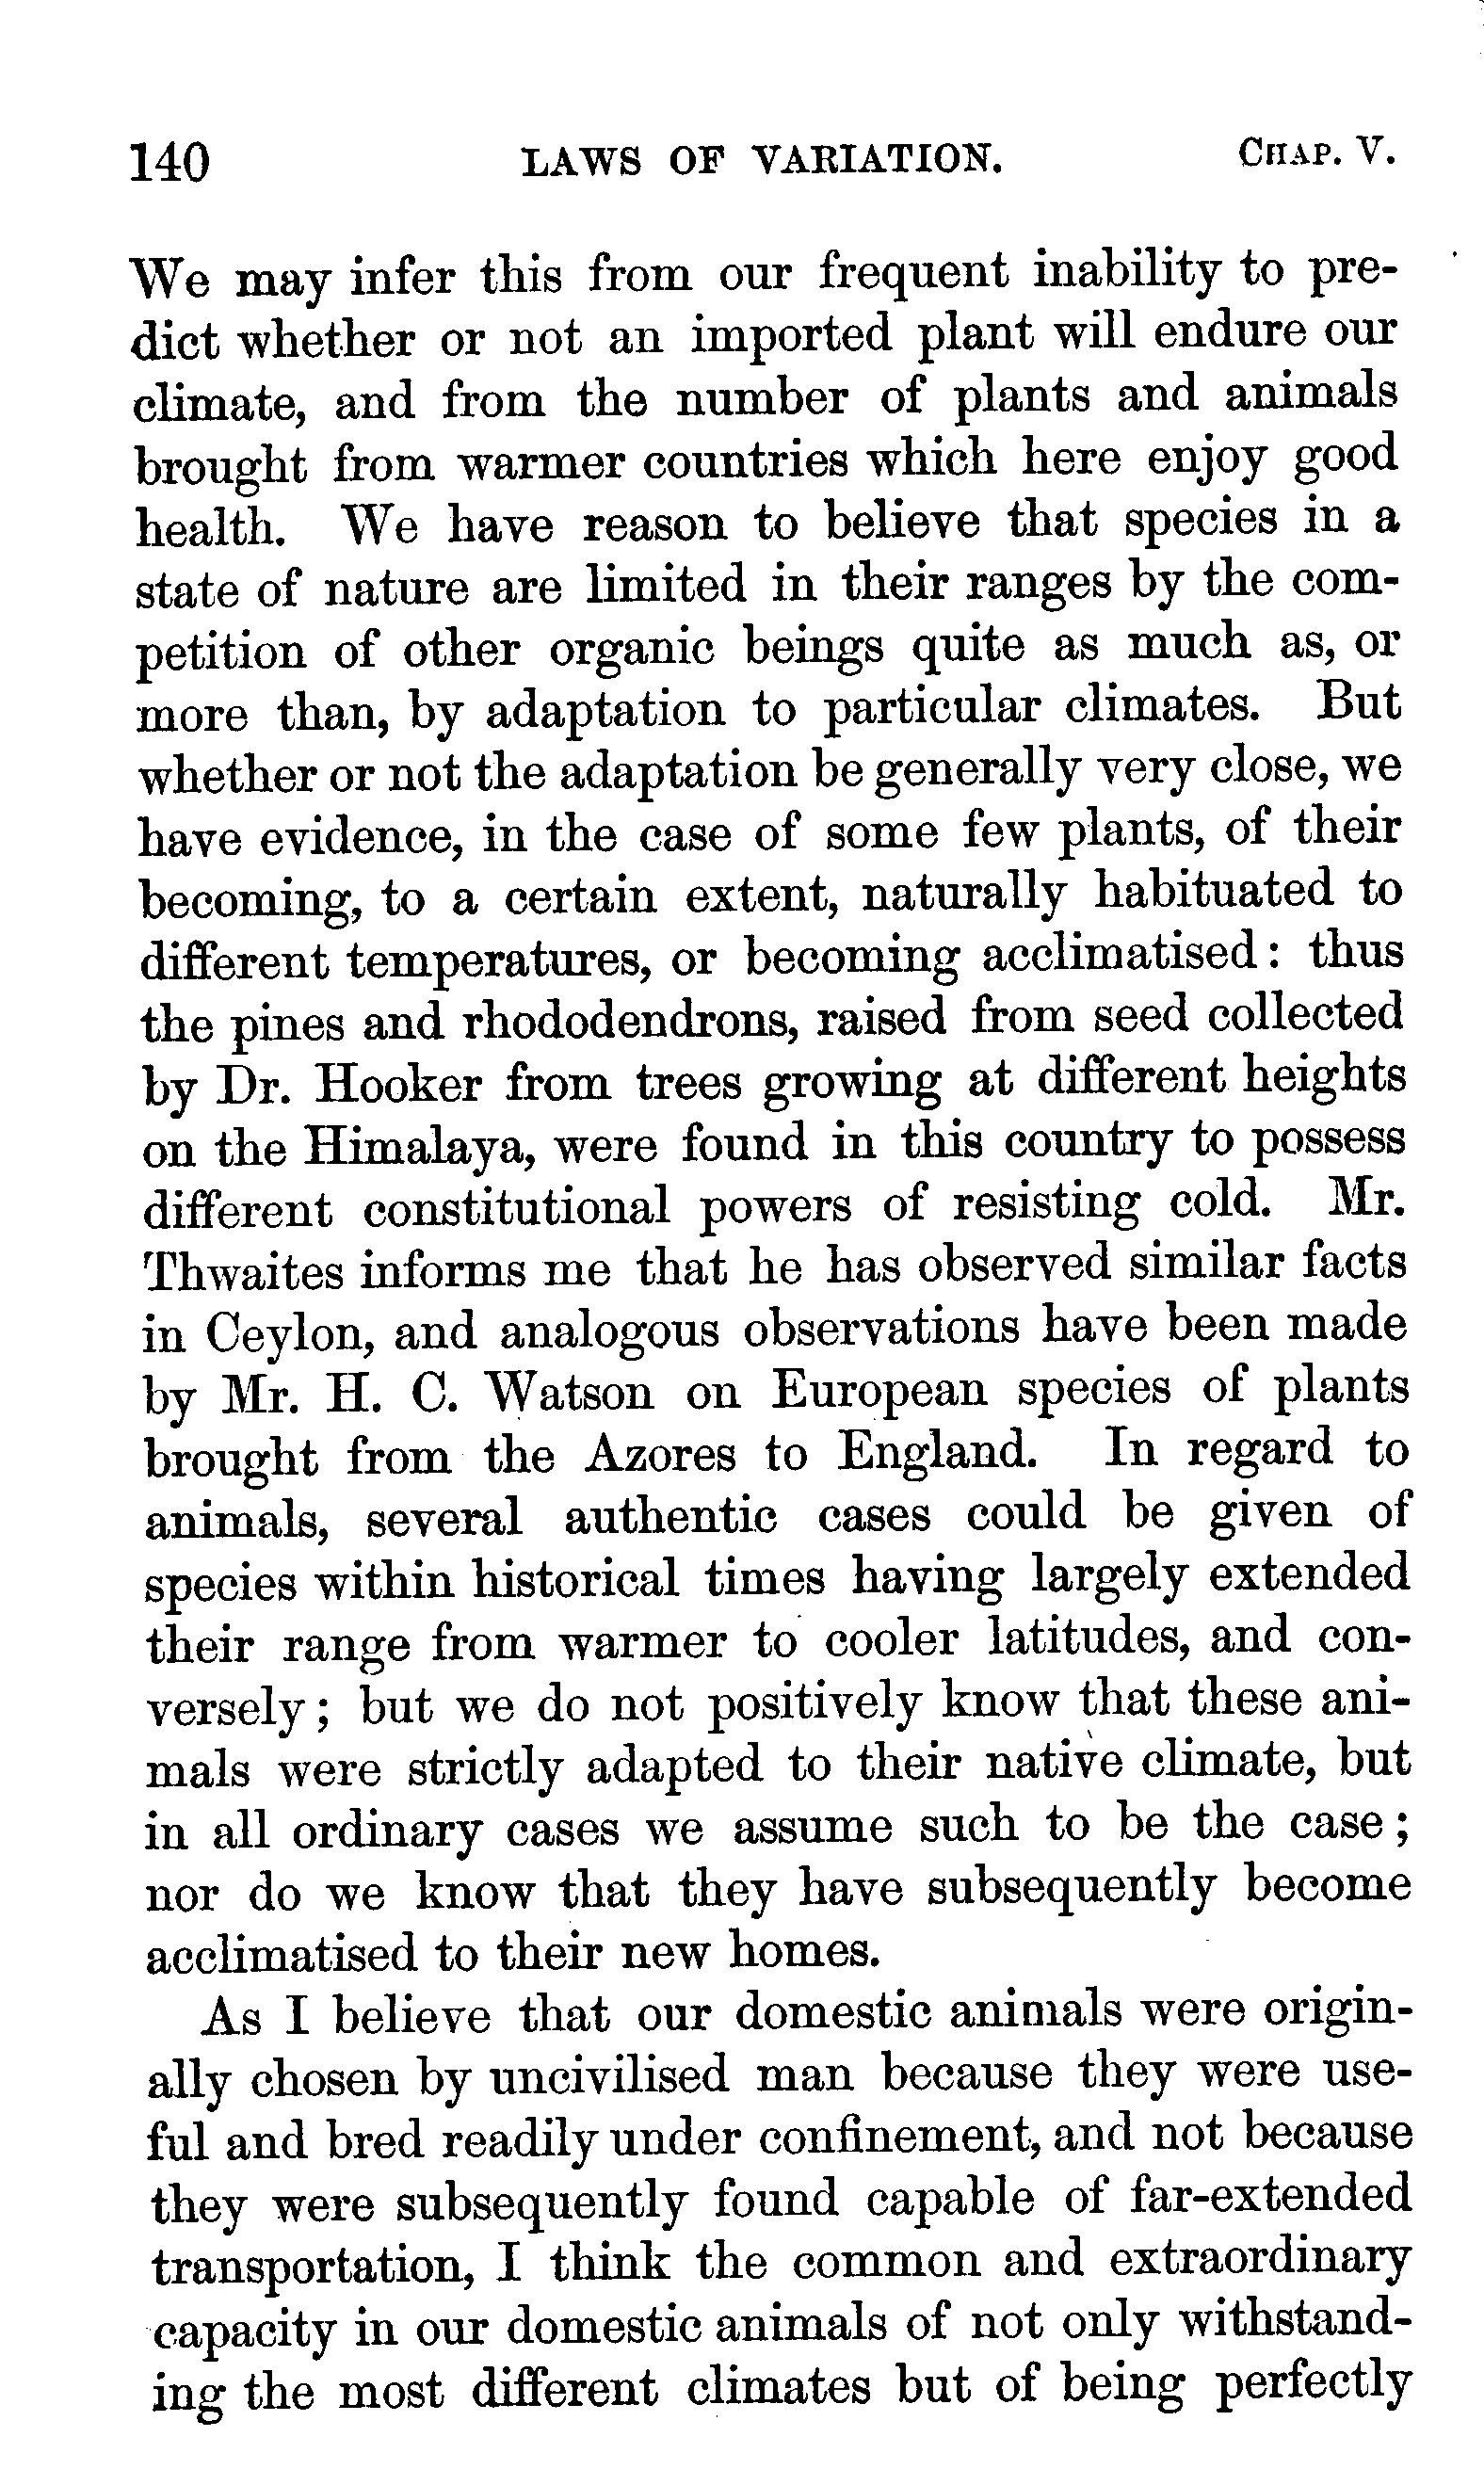 140 LAWS OF VARIATION. CHAP. V.
We may infer this from our frequent inability to pre-
dict whether or not an imported plant will endure our
climate, and from the number of plants and animals
brought from warmer countries which here enjoy good
health. We have reason to believe that species in a
state of nature are limited in their ranges by the com-
petition of other organic beings quite as much as, or
more than, by adaptation to particular climates. But
whether or not the adaptation be generally very close, we
have evidence, in the case of some few plants, of their
becoming, to a certain extent, naturally habituated to
different temperatures, or becoming acclimatised: thus
the pines and rhododendrons, raised from seed collected
by Dr. Hooker from trees growing at different heights
on the Himalaya, were found in this country to possess
different constitutional powers of resisting cold. Mr.
Thwaites informs me that he has observed similar facts
in Ceylon, and analogous observations have been made
by Mr. H. C. Watson on European species of plants
brought from the Azores to England. In regard to
animals, several authentic cases could be given of
species within historical times having largely extended
their range from warmer to cooler latitudes, and con-
versely; but we do not positively know that these ani-
mals were strictly adapted to their native climate, but
in all ordinary cases we assume such to be the case;
nor do we know that they have subsequently become
acclimatised to their new homes.
As I believe that our domestic animals were origin-
ally chosen by uncivilised man because they were use-
ful and bred readily under confinement, and not because
they were subsequently found capable of far-extended
transportation, I think the common and extraordinary
capacity in our domestic animals of not only withstand-
ing the most different climates but of being perfectly